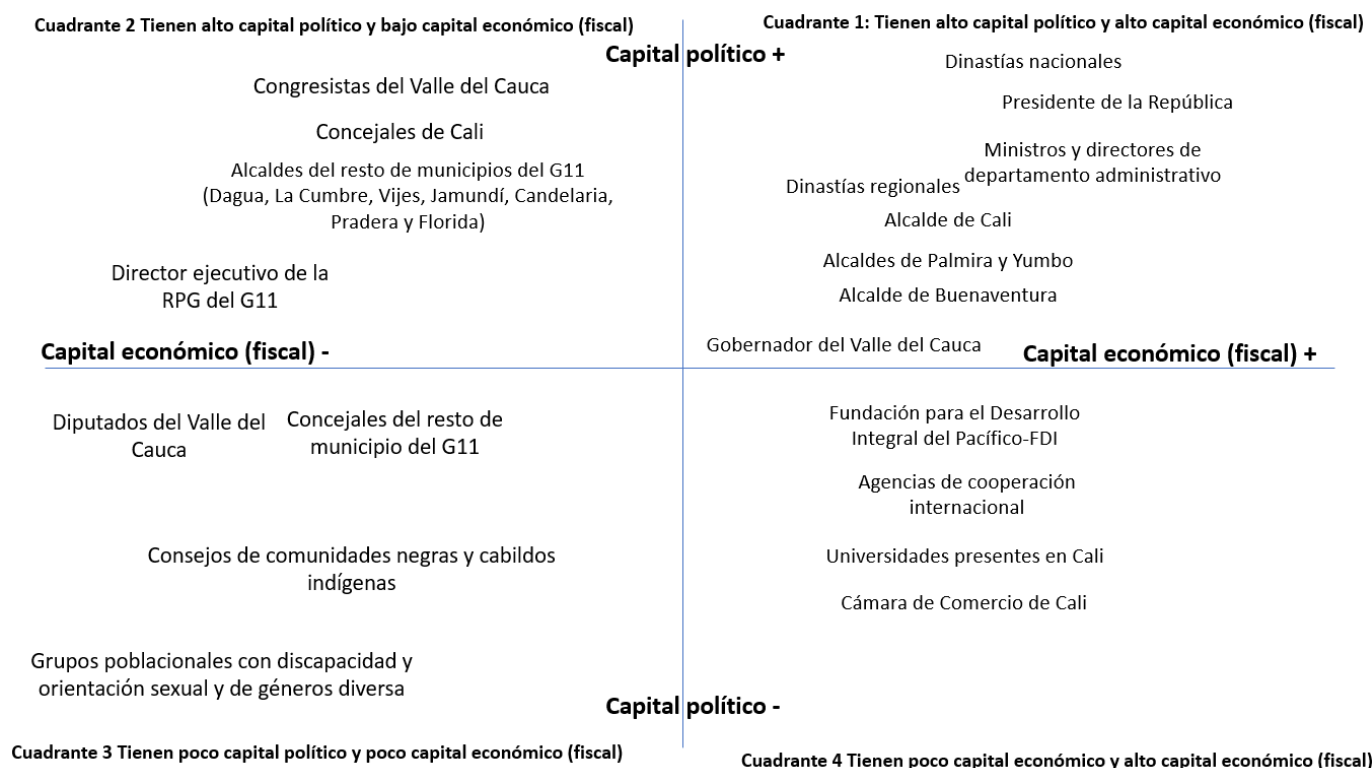 Cuadrante 2 Tienen alto capital político y bajo capital económico (fiscal)
Cuadrante 1: Tienen alto capital político y alto capital económico (fiscal)
Capital político +
Congresistas del Valle del Cauca
Concejales de Cali
Alcaldes del resto de municipios del G11
(Dagua, La Cumbre, Vijes, Jamundí, Candelaria,
Pradera y Florida)
Director ejecutivo de la
RPG del G11
Dinastías nacionales
Presidente de la República
Ministros y directores de
departamento administrativo
Dinastías regionales
Alcalde de Cali
Alcaldes de Palmira y Yumbo
Alcalde de Buenaventura
Gobernador del Valle del Cauca
Capital económico (fiscal) -
Capital económico (fiscal) +
Diputados del Valle del
Cauca
Concejales del resto de
municipio del G11
Consejos de comunidades negras y cabildos
indígenas
Grupos poblacionales con discapacidad y
orientación sexual y de géneros diversa
Fundación para el Desarrollo
Integral del Pacífico-FDI
Agencias de cooperación
internacional
Universidades presentes en Cali
Cámara de Comercio de Cali
Capital político -
Cuadrante 3 Tienen poco capital político y poco capital económico (fiscal)
Cuadrante 4 Tienen poco capital económico y alto capital económico (fiscal)